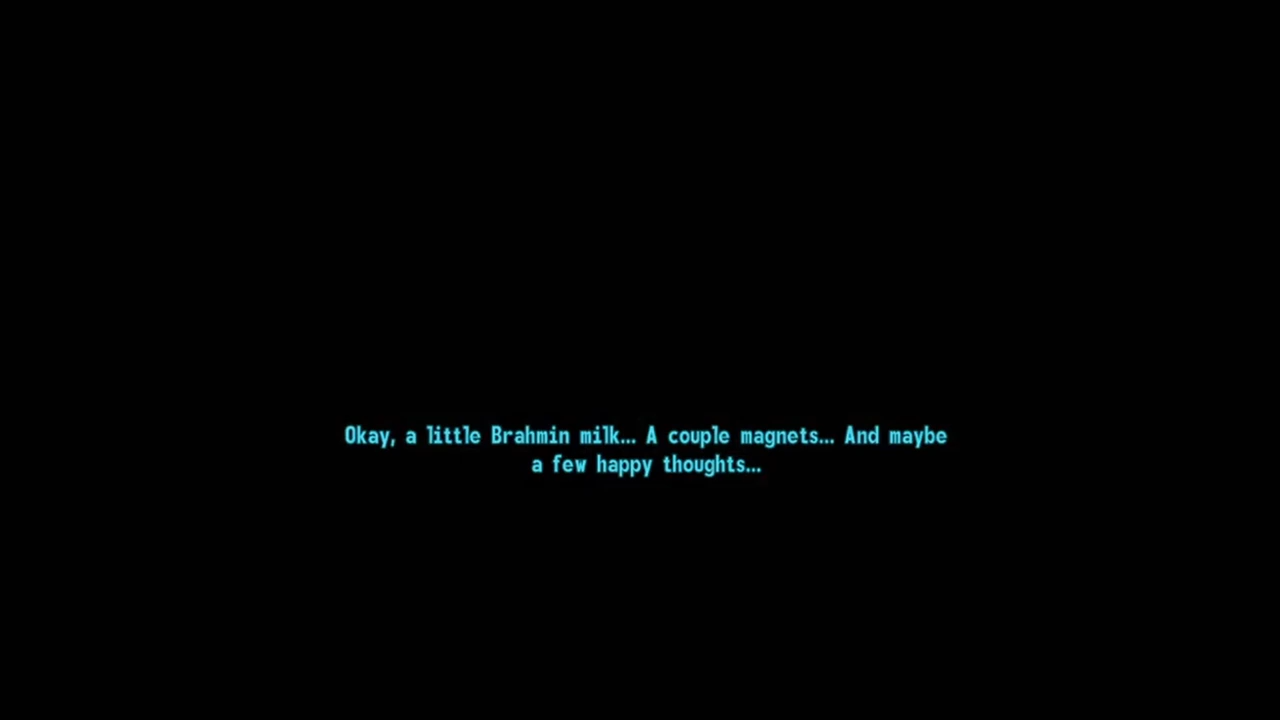 Okay, a little Brahmin milk... A couple magnets... And maybe
a few happy thoughts...